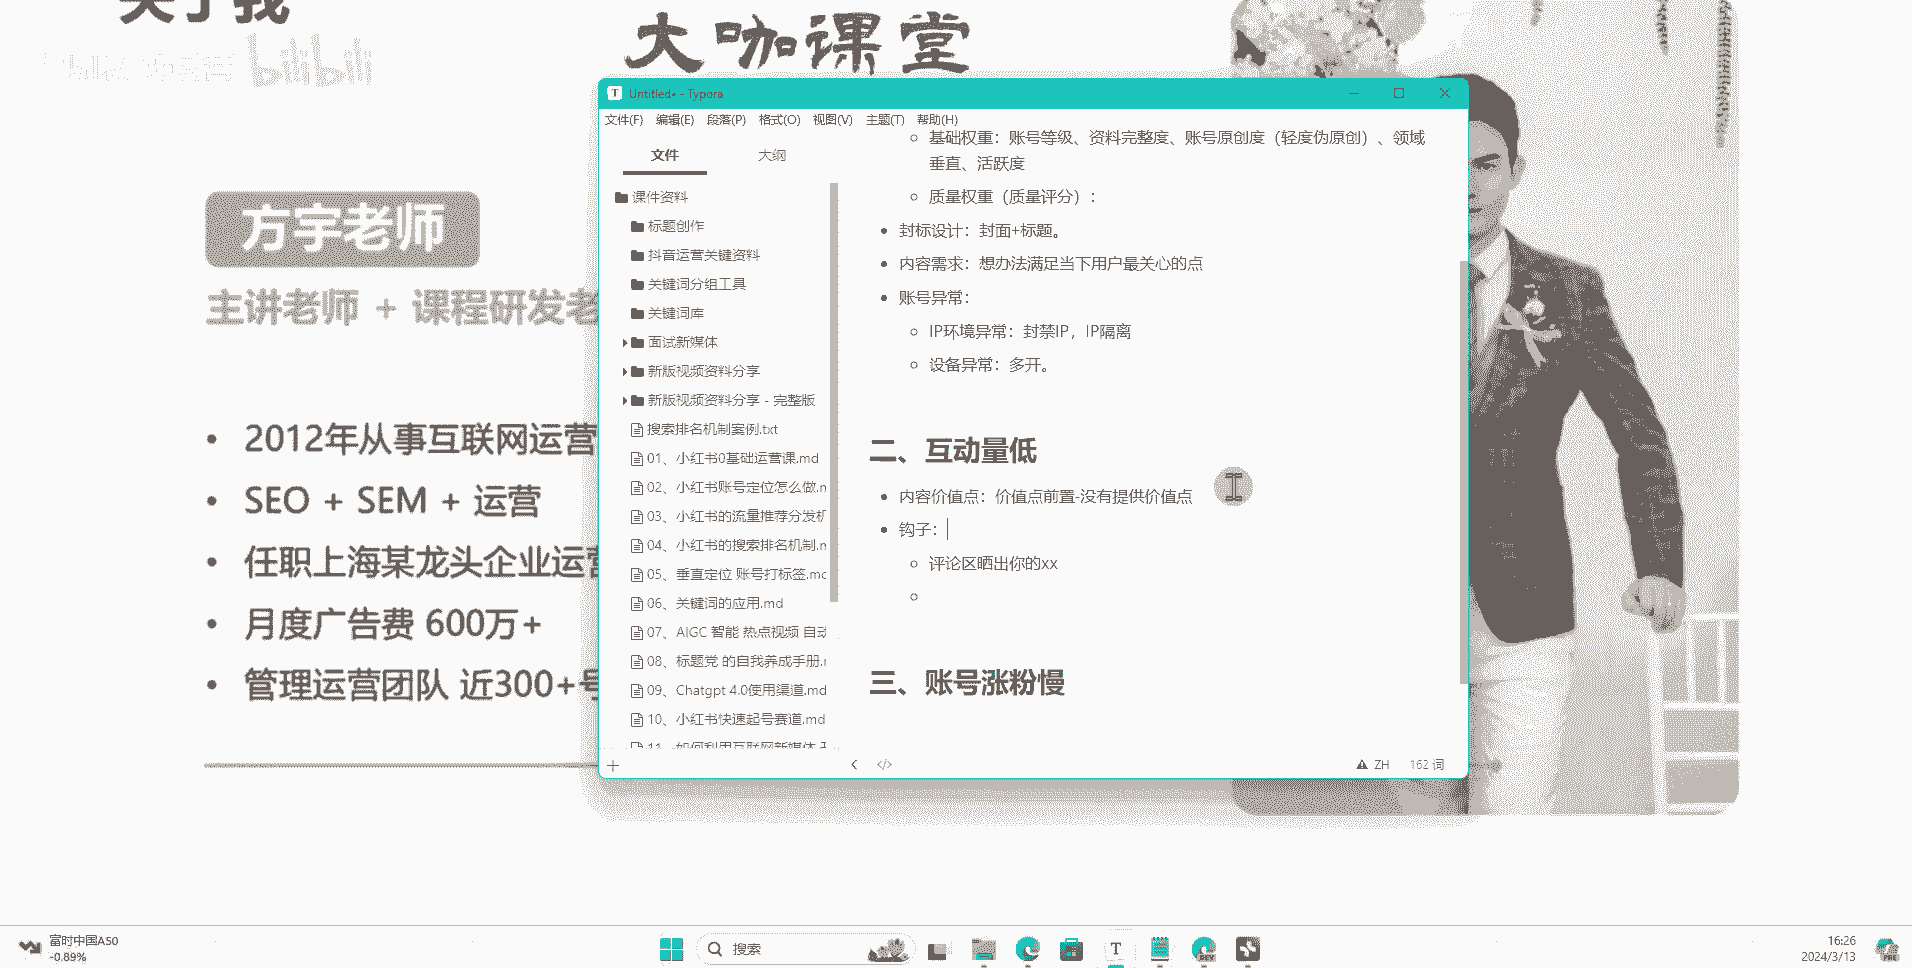 关于我
bilibili
大咖课堂
方宇老师
主讲老师 + 课程研发老
• 2012年从事互联网运营
• SEO + SEM + 运营
• 任职上海某龙头企业运营
• 月度广告费 600万+
• 管理运营团队 近300+号
Untitled• - Typora
文件(F) 编辑(E) 段落(P) 格式(O) 视图(V) 主题(T) 帮助(H)
文件 大纲
课件资料
标题创作
抖音运营关键资料
关键词分组工具
关键词库
面试新媒体
新版视频资料分享
新版视频资料分享 - 完整版
搜索排名机制案例.txt
01、小红书0基础运营课.md
02、小红书账号定位怎么做.m
03、小红书的流量推荐分发机
04、小红书的搜索排名机制.m
05、垂直定位 账号打标签.md
06、关键词的应用.md
07、AIGC 智能 热点视频 自动
08、标题党 的自我养成手册.m
09、Chatgpt 4.0使用渠道.md
10、小红书快速起号赛道.md
11、如何利用互联网新媒体
基础权重：账号等级、资料完整度、账号原创度（轻度伪原创）、领域
垂直、活跃度
质量权重（质量评分）：
封标设计：封面+标题。
内容需求：想办法满足当下用户最关心的点
账号异常：
IP环境异常：封禁IP，IP隔离
设备异常：多开。
二、互动量低
内容价值点：价值点前置-没有提供价值点
钩子：
评论区晒出你的xx
三、账号涨粉慢
ZH 162 词
富时中国A50
-0.89%
搜索
DEV
16:26
2024/3/13
PRE